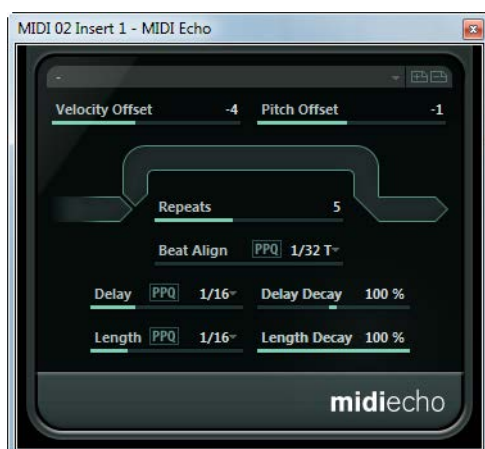 MIDI 02 Insert 1 - MIDI Echo
-
Velocity Offset -4 Pitch Offset -1
Repeats 5
Beat Align PPQ 1/32 T
Delay PPQ 1/16 Delay Decay 100 %
Length PPQ 1/16 Length Decay 100 %
midiecho